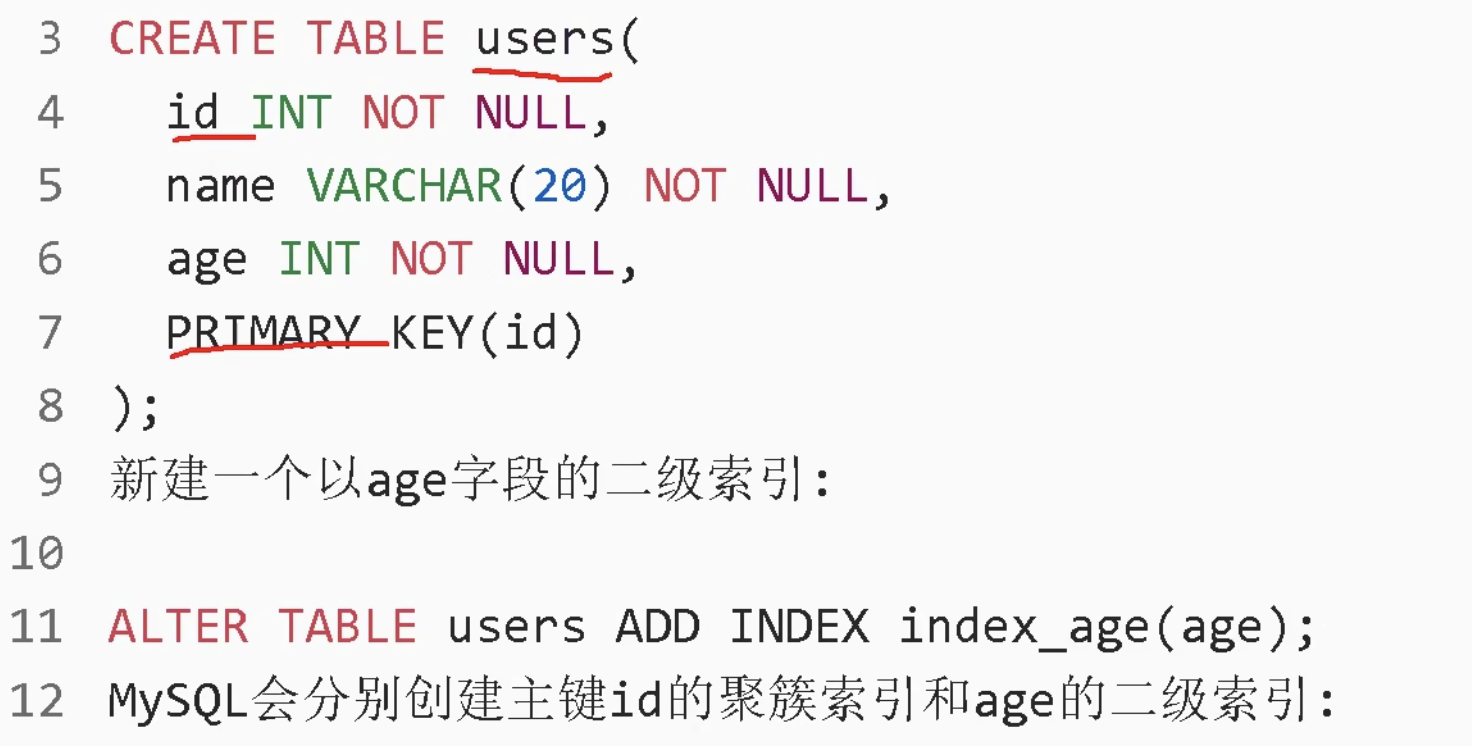 3 CREATE TABLE users(
4 id INT NOT NULL,
5 name VARCHAR(20) NOT NULL,
6 age INT NOT NULL,
7 PRIMARY KEY(id)
8 );
9 新建一个以age字段的二级索引:
10
11 ALTER TABLE users ADD INDEX index_age(age);
12 MySQL会分别创建主键id的聚簇索引和age的二级索引: